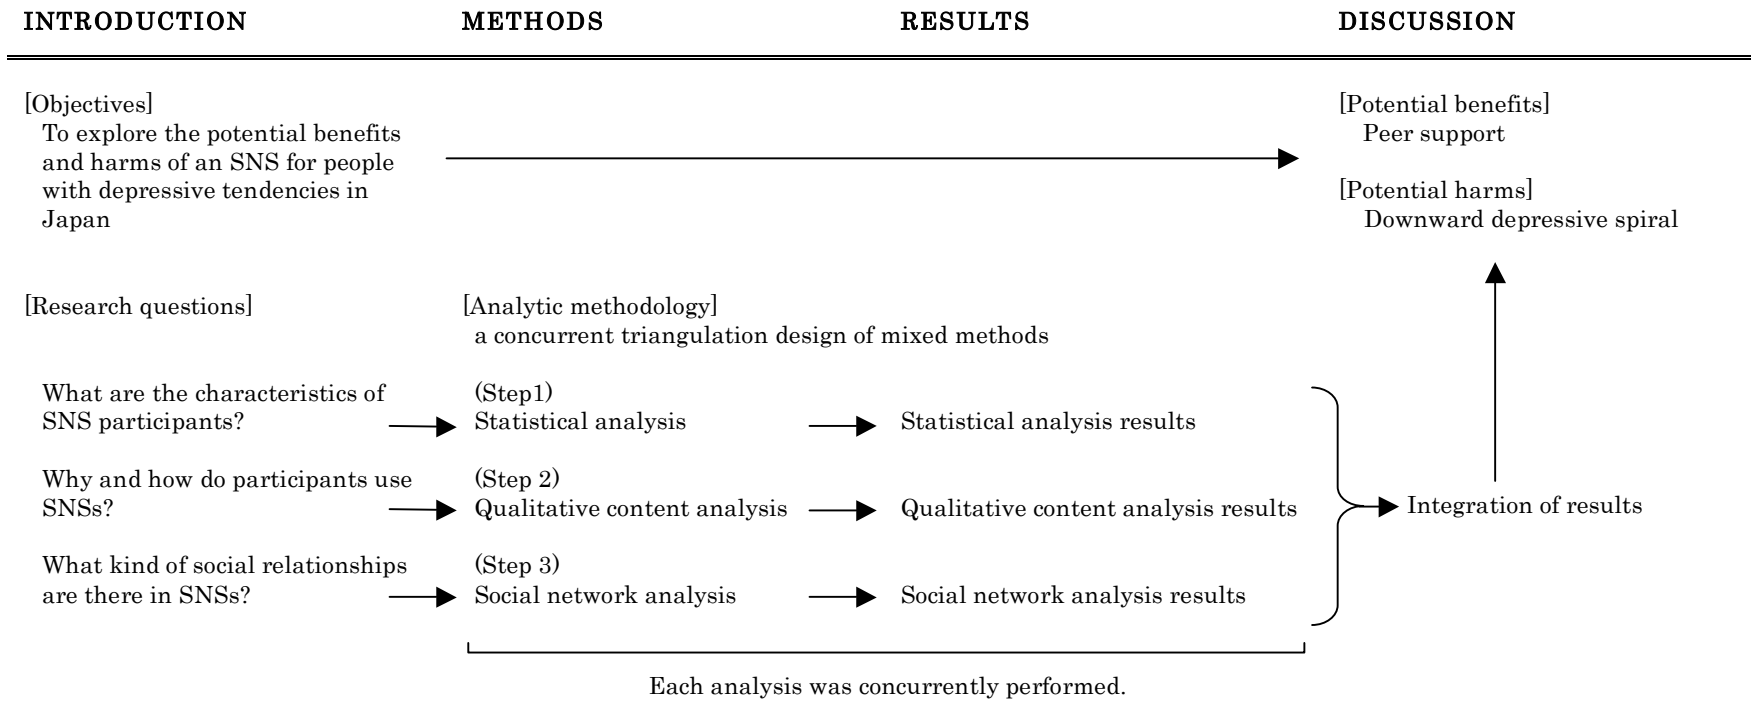 INTRODUCTION METHODS RESULTS DISCUSSION
[Objectives]
To explore the potential benefits
and harms of an SNS for people
with depressive tendencies in
Japan
[Potential benefits]
Peer support
[Potential harms]
Downward depressive spiral
[Research questions]
[Analytic methodology]
a concurrent triangulation design of mixed methods
What are the characteristics of
SNS participants?
(Step1)
Statistical analysis
Statistical analysis results
Why and how do participants use
SNSs?
(Step 2)
Qualitative content analysis
Qualitative content analysis results
Integration of results
What kind of social relationships
are there in SNSs?
(Step 3)
Social network analysis
Social network analysis results
Each analysis was concurrently performed.